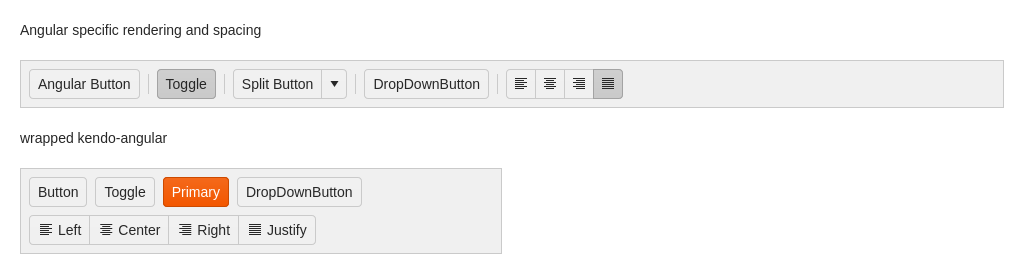 Angular specific rendering and spacing
Angular Button Toggle Split Button DropDownButton
wrapped kendo-angular
Button Toggle Primary DropDownButton
Left Center Right Justify